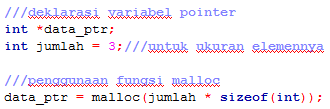 ///deklarasi variabel pointer
int *data_ptr;
int jumlah = 3;///untuk ukuran elemennya
///penggunaan fungsi malloc
data_ptr = malloc(jumlah * sizeof(int));